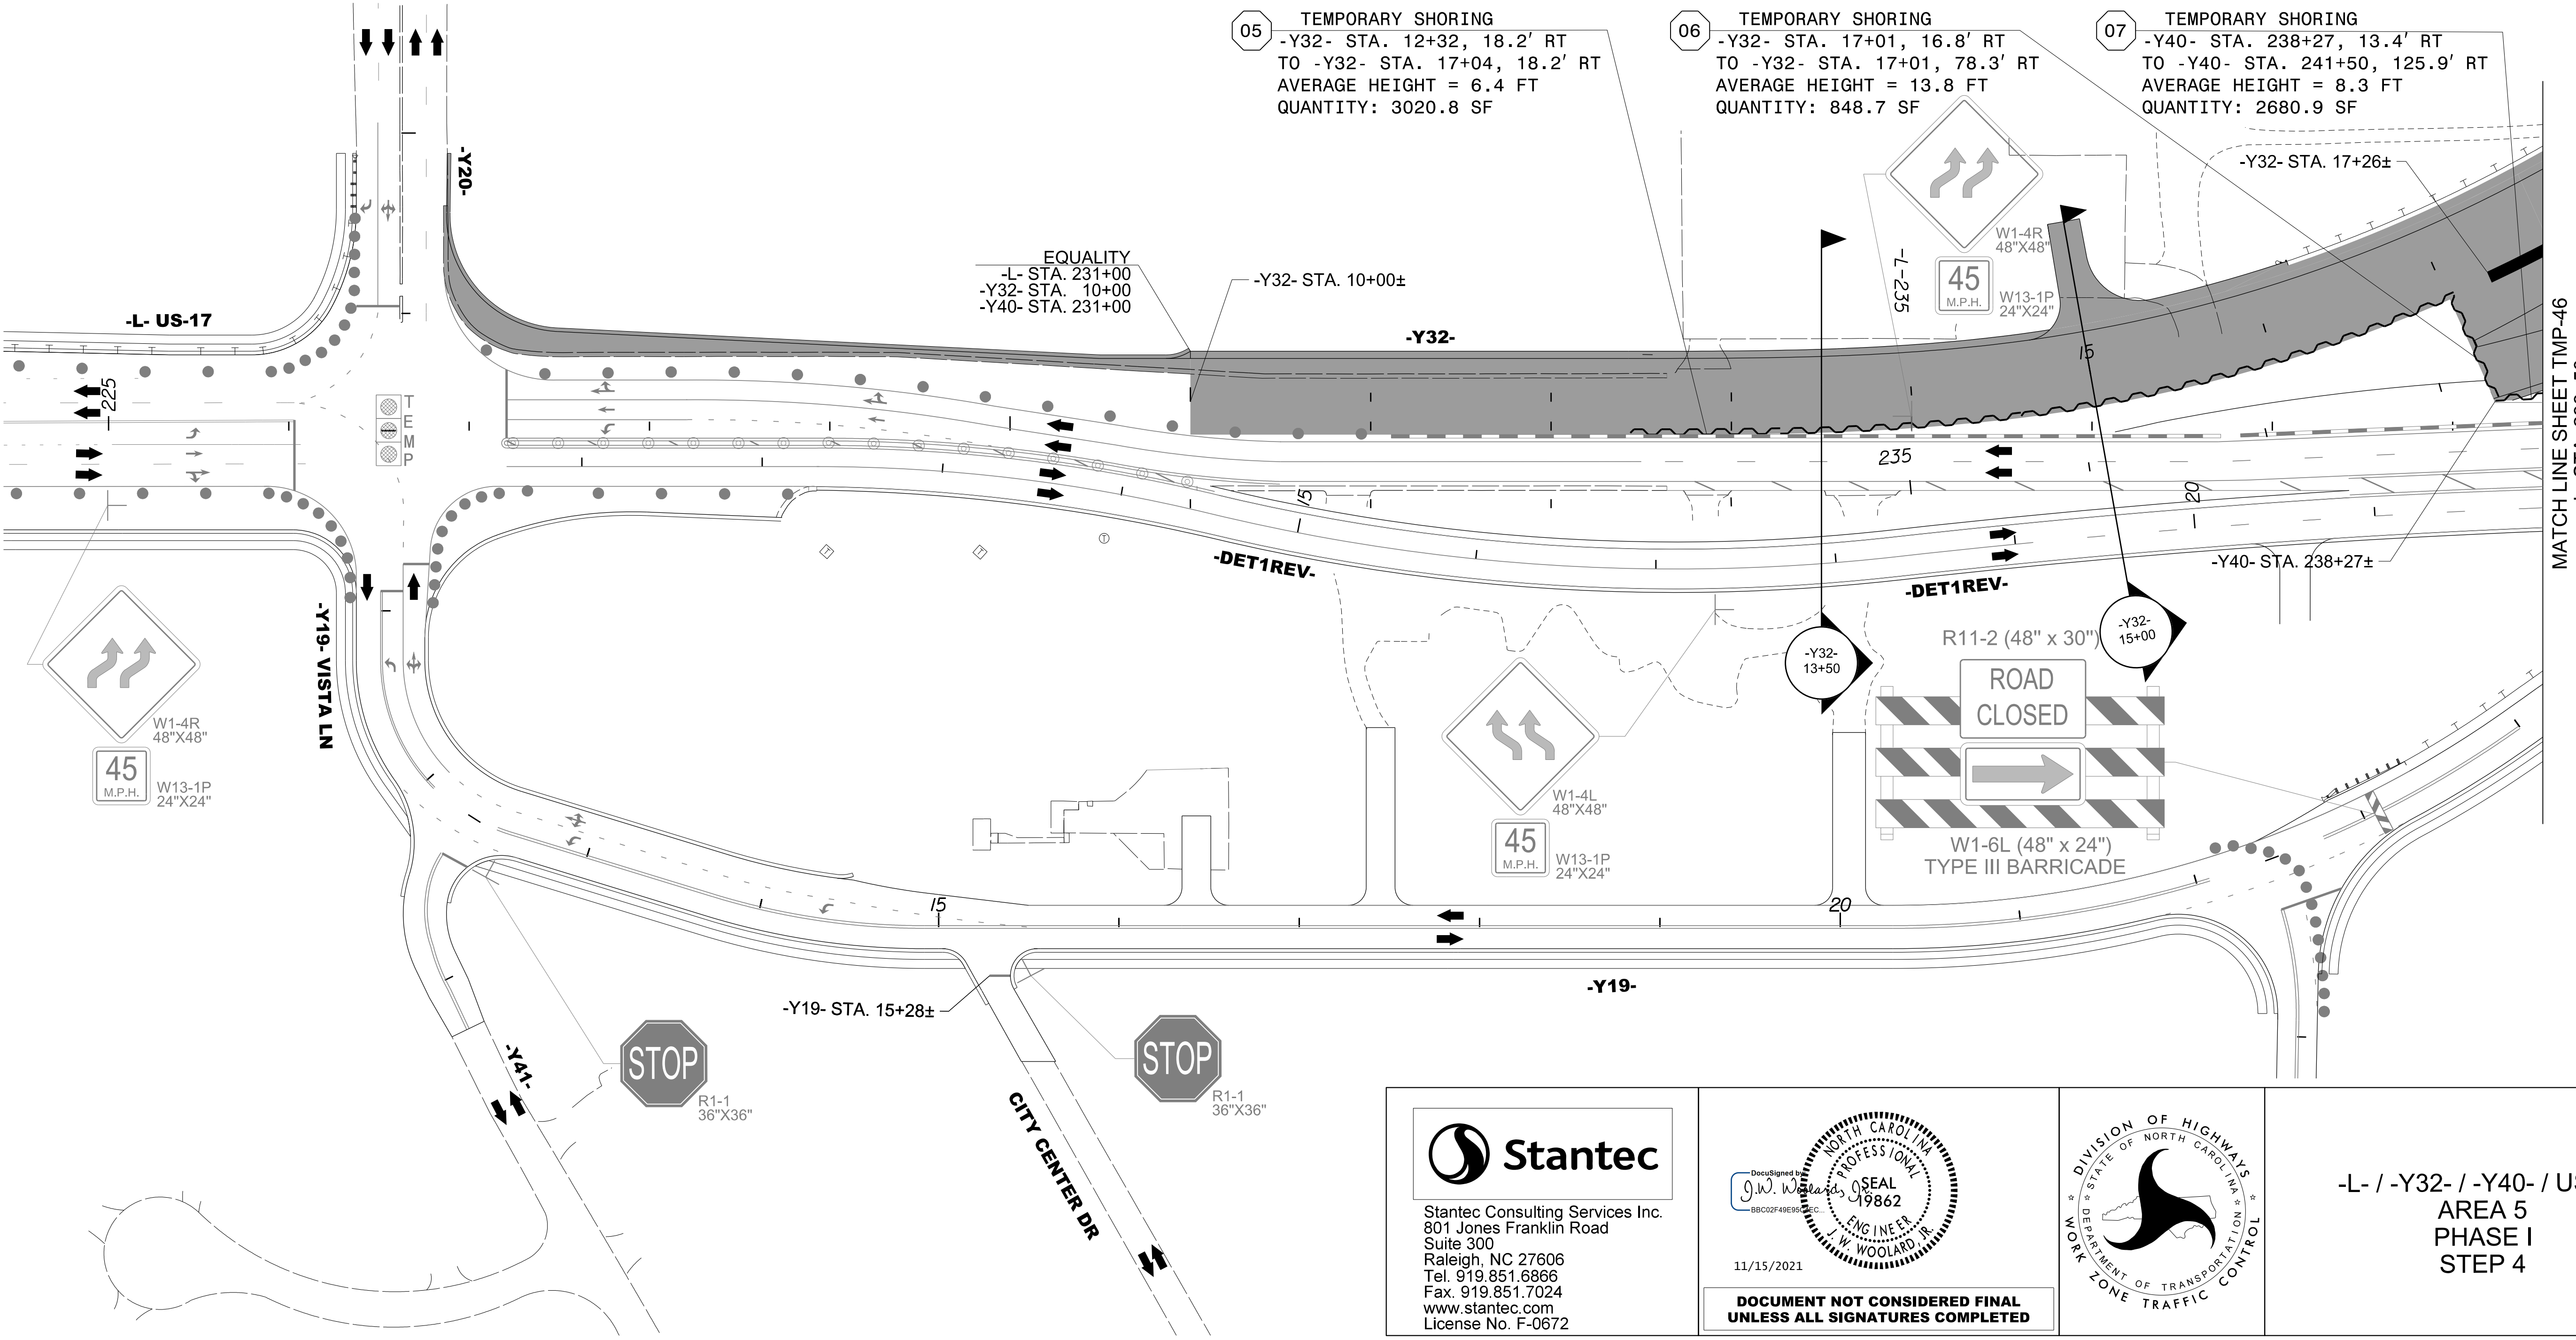 05
TEMPORARY SHORING
-Y32- STA. 12+32, 18.2' RT
TO -Y32- STA. 17+04, 18.2' RT
AVERAGE HEIGHT = 6.4 FT
QUANTITY: 3020.8 SF
06
TEMPORARY SHORING
-Y32- STA. 17+01, 16.8' RT
TO -Y32- STA. 17+01, 78.3' RT
AVERAGE HEIGHT = 13.8 FT
QUANTITY: 848.7 SF
07
TEMPORARY SHORING
-Y40- STA. 238+27, 13.4' RT
TO -Y40- STA. 241+50, 125.9' RT
AVERAGE HEIGHT = 8.3 FT
QUANTITY: 2680.9 SF
-Y20-
-Y32- STA. 17+26±
W1-4R
48"X48"
45
M.P.H.
W13-1P
24"X24"
-L-235
EQUALITY
-L- STA. 231+00
-Y32- STA. 10+00
-Y40- STA. 231+00
-Y32- STA. 10+00±
-L- US-17
-Y32-
15
225
TEMP
235
15
20
MATCH LINE SHEET TMP-46
-DET1REV-
-DET1REV-
-Y40- STA. 238+27±
-Y19- VISTA LN
-Y32-
13+50
-Y32-
15+00
R11-2 (48" x 30")
ROAD
CLOSED
W1-6L (48" x 24")
TYPE III BARRICADE
W1-4R
48"X48"
45
M.P.H.
W13-1P
24"X24"
W1-4L
48"X48"
45
M.P.H.
W13-1P
24"X24"
15
20
-Y19- STA. 15+28±
-Y19-
STOP
R1-1
36"X36"
STOP
R1-1
36"X36"
-Y41-
CITY CENTER DR
Stantec
Stantec Consulting Services Inc.
801 Jones Franklin Road
Suite 300
Raleigh, NC 27606
Tel. 919.851.6866
Fax. 919.851.7024
www.stantec.com
License No. F-0672
DocuSigned by
J.W. Woolard, Jr.
NORTH CAROLINA
PROFESSIONAL
SEAL
19862
ENGINEER
J. W. WOOLARD, JR.
11/15/2021
DOCUMENT NOT CONSIDERED FINAL
UNLESS ALL SIGNATURES COMPLETED
DIVISION OF HIGHWAYS
STATE OF NORTH CAROLINA
DEPARTMENT OF TRANSPORTATION
WORK ZONE TRAFFIC CONTROL
-L- / -Y32- / -Y40- /
AREA 5
PHASE I
STEP 4